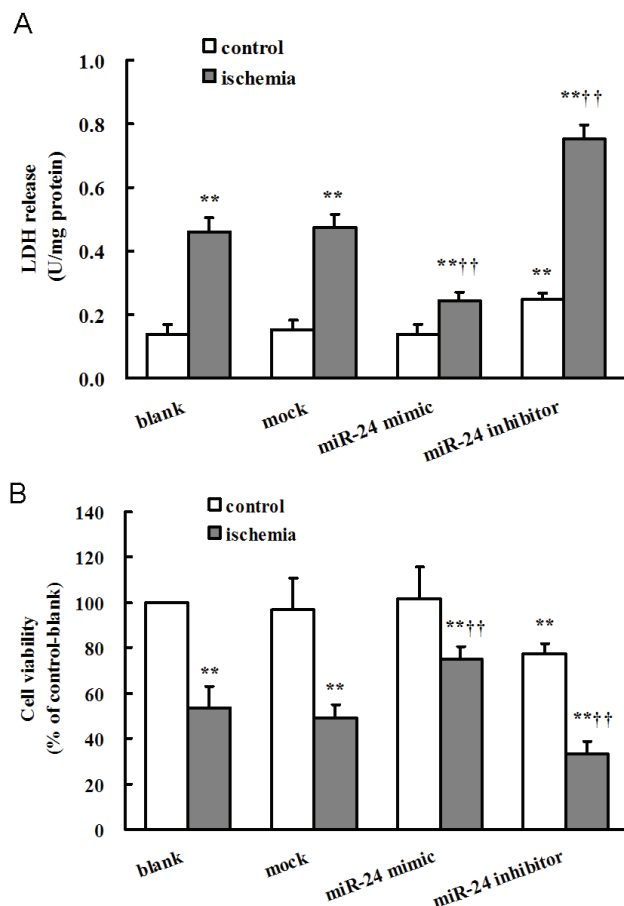 A
control
ischemia
LDH release
(U/mg protein)
1.0
0.8
0.6
0.4
0.2
0.0
**
**
**††
**
**††
blank
mock
miR-24 mimic
miR-24 inhibitor
B
control
ischemia
Cell viability
(% of control-blank)
140
120
100
80
60
40
20
0
**
**
**††
**
**††
blank
mock
miR-24 mimic
miR-24 inhibitor